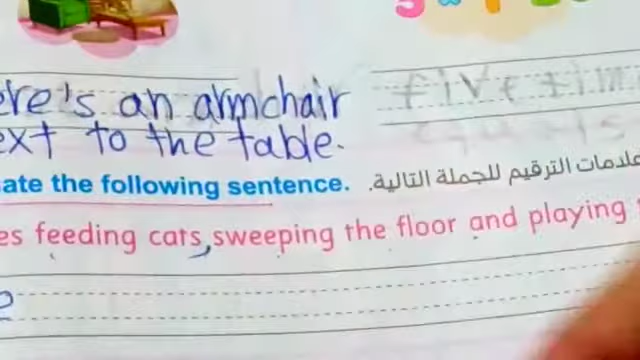 ere's an armchair
ext to the table.
five tim
ate the following sentence. علامات الترقيم للجملة التالية.
es feeding cats, sweeping the floor and playing